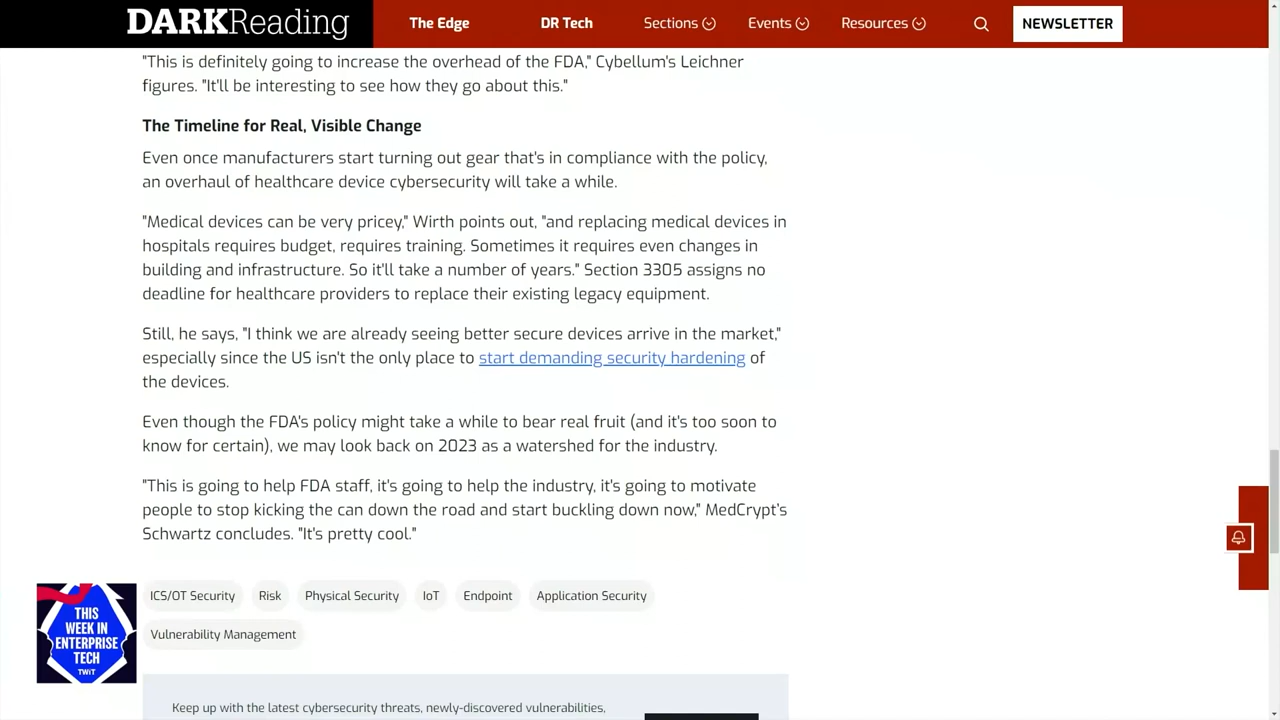 DARKReading
The Edge
DR Tech
Sections
Events
Resources
NEWSLETTER
"This is definitely going to increase the overhead of the FDA," Cybellum's Leichner
figures. "It'll be interesting to see how they go about this."
The Timeline for Real, Visible Change
Even once manufacturers start turning out gear that's in compliance with the policy,
an overhaul of healthcare device cybersecurity will take a while.
"Medical devices can be very pricey," Wirth points out, "and replacing medical devices in
hospitals requires budget, requires training. Sometimes it requires even changes in
building and infrastructure. So it'll take a number of years." Section 3305 assigns no
deadline for healthcare providers to replace their existing legacy equipment.
Still, he says, "I think we are already seeing better secure devices arrive in the market,"
especially since the US isn't the only place to start demanding security hardening of
the devices.
Even though the FDA's policy might take a while to bear real fruit (and it's too soon to
know for certain), we may look back on 2023 as a watershed for the industry.
"This is going to help FDA staff, it's going to help the industry, it's going to motivate
people to stop kicking the can down the road and start buckling down now," MedCrypt's
Schwartz concludes. "It's pretty cool."
ICS/OT Security
Risk
Physical Security
IoT
Endpoint
Application Security
Vulnerability Management
THIS
WEEK IN
ENTERPRISE
TECH
TWiT
Keep up with the latest cybersecurity threats, newly-discovered vulnerabilities,